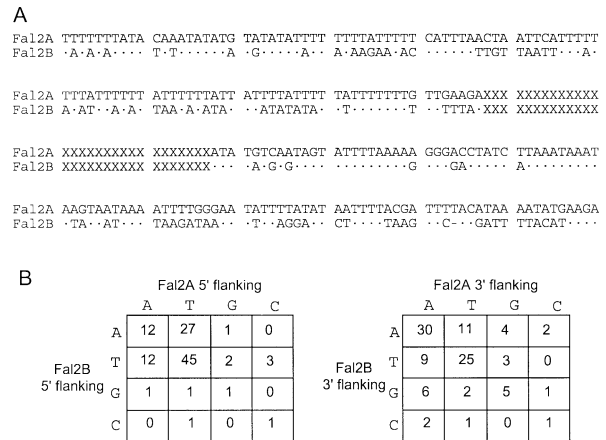 A
Fal2A TTTTTTTATA CAAATATATG TATATATTTT TTTTATTTTT CATTTAACTA ATTCATTTTT
Fal2B ·A·A·A···· T·T·····A ·G····A··A ·A·AAGAA·AC ······TTGT TAATT···A·
Fal2A TTTATTTTTT ATTTTTTATT ATTTTATTTT TATTTTTTTG TTGAAGAXXX XXXXXXXXXX
Fal2B A·AT··A·AT TAA·A·ATA· ··ATATATA· ·T······T· ·TTTA·XXX XXXXXXXXXX
Fal2A XXXXXXXXXX XXXXXXXATA TGTCAATAGT ATTTTAAAAA GGGACCTATC TTAAATAAAT
Fal2B XXXXXXXXXX XXXXXXX··· ··A·G·G··· ·········G ···GA····· A·········
Fal2A AAGTAATAAA ATTTTGGGAA TATTTTATAT AATTTTACGA TTTTACATAA AATATGAAGA
Fal2B ·TA··AT··· TAAGATAA·· ·T··AGGA·· CT···TAAG· C-··GATT TTACAT····
B
Fal2A 5' flanking
A T G C
Fal2B
5' flanking
A 12 27 1 0
T 12 45 2 3
G 1 1 1 0
C 0 1 0 1
Fal2A 3' flanking
A T G C
Fal2B
3' flanking
A 30 11 4 2
T 9 25 3 0
G 6 2 5 1
C 2 1 0 1